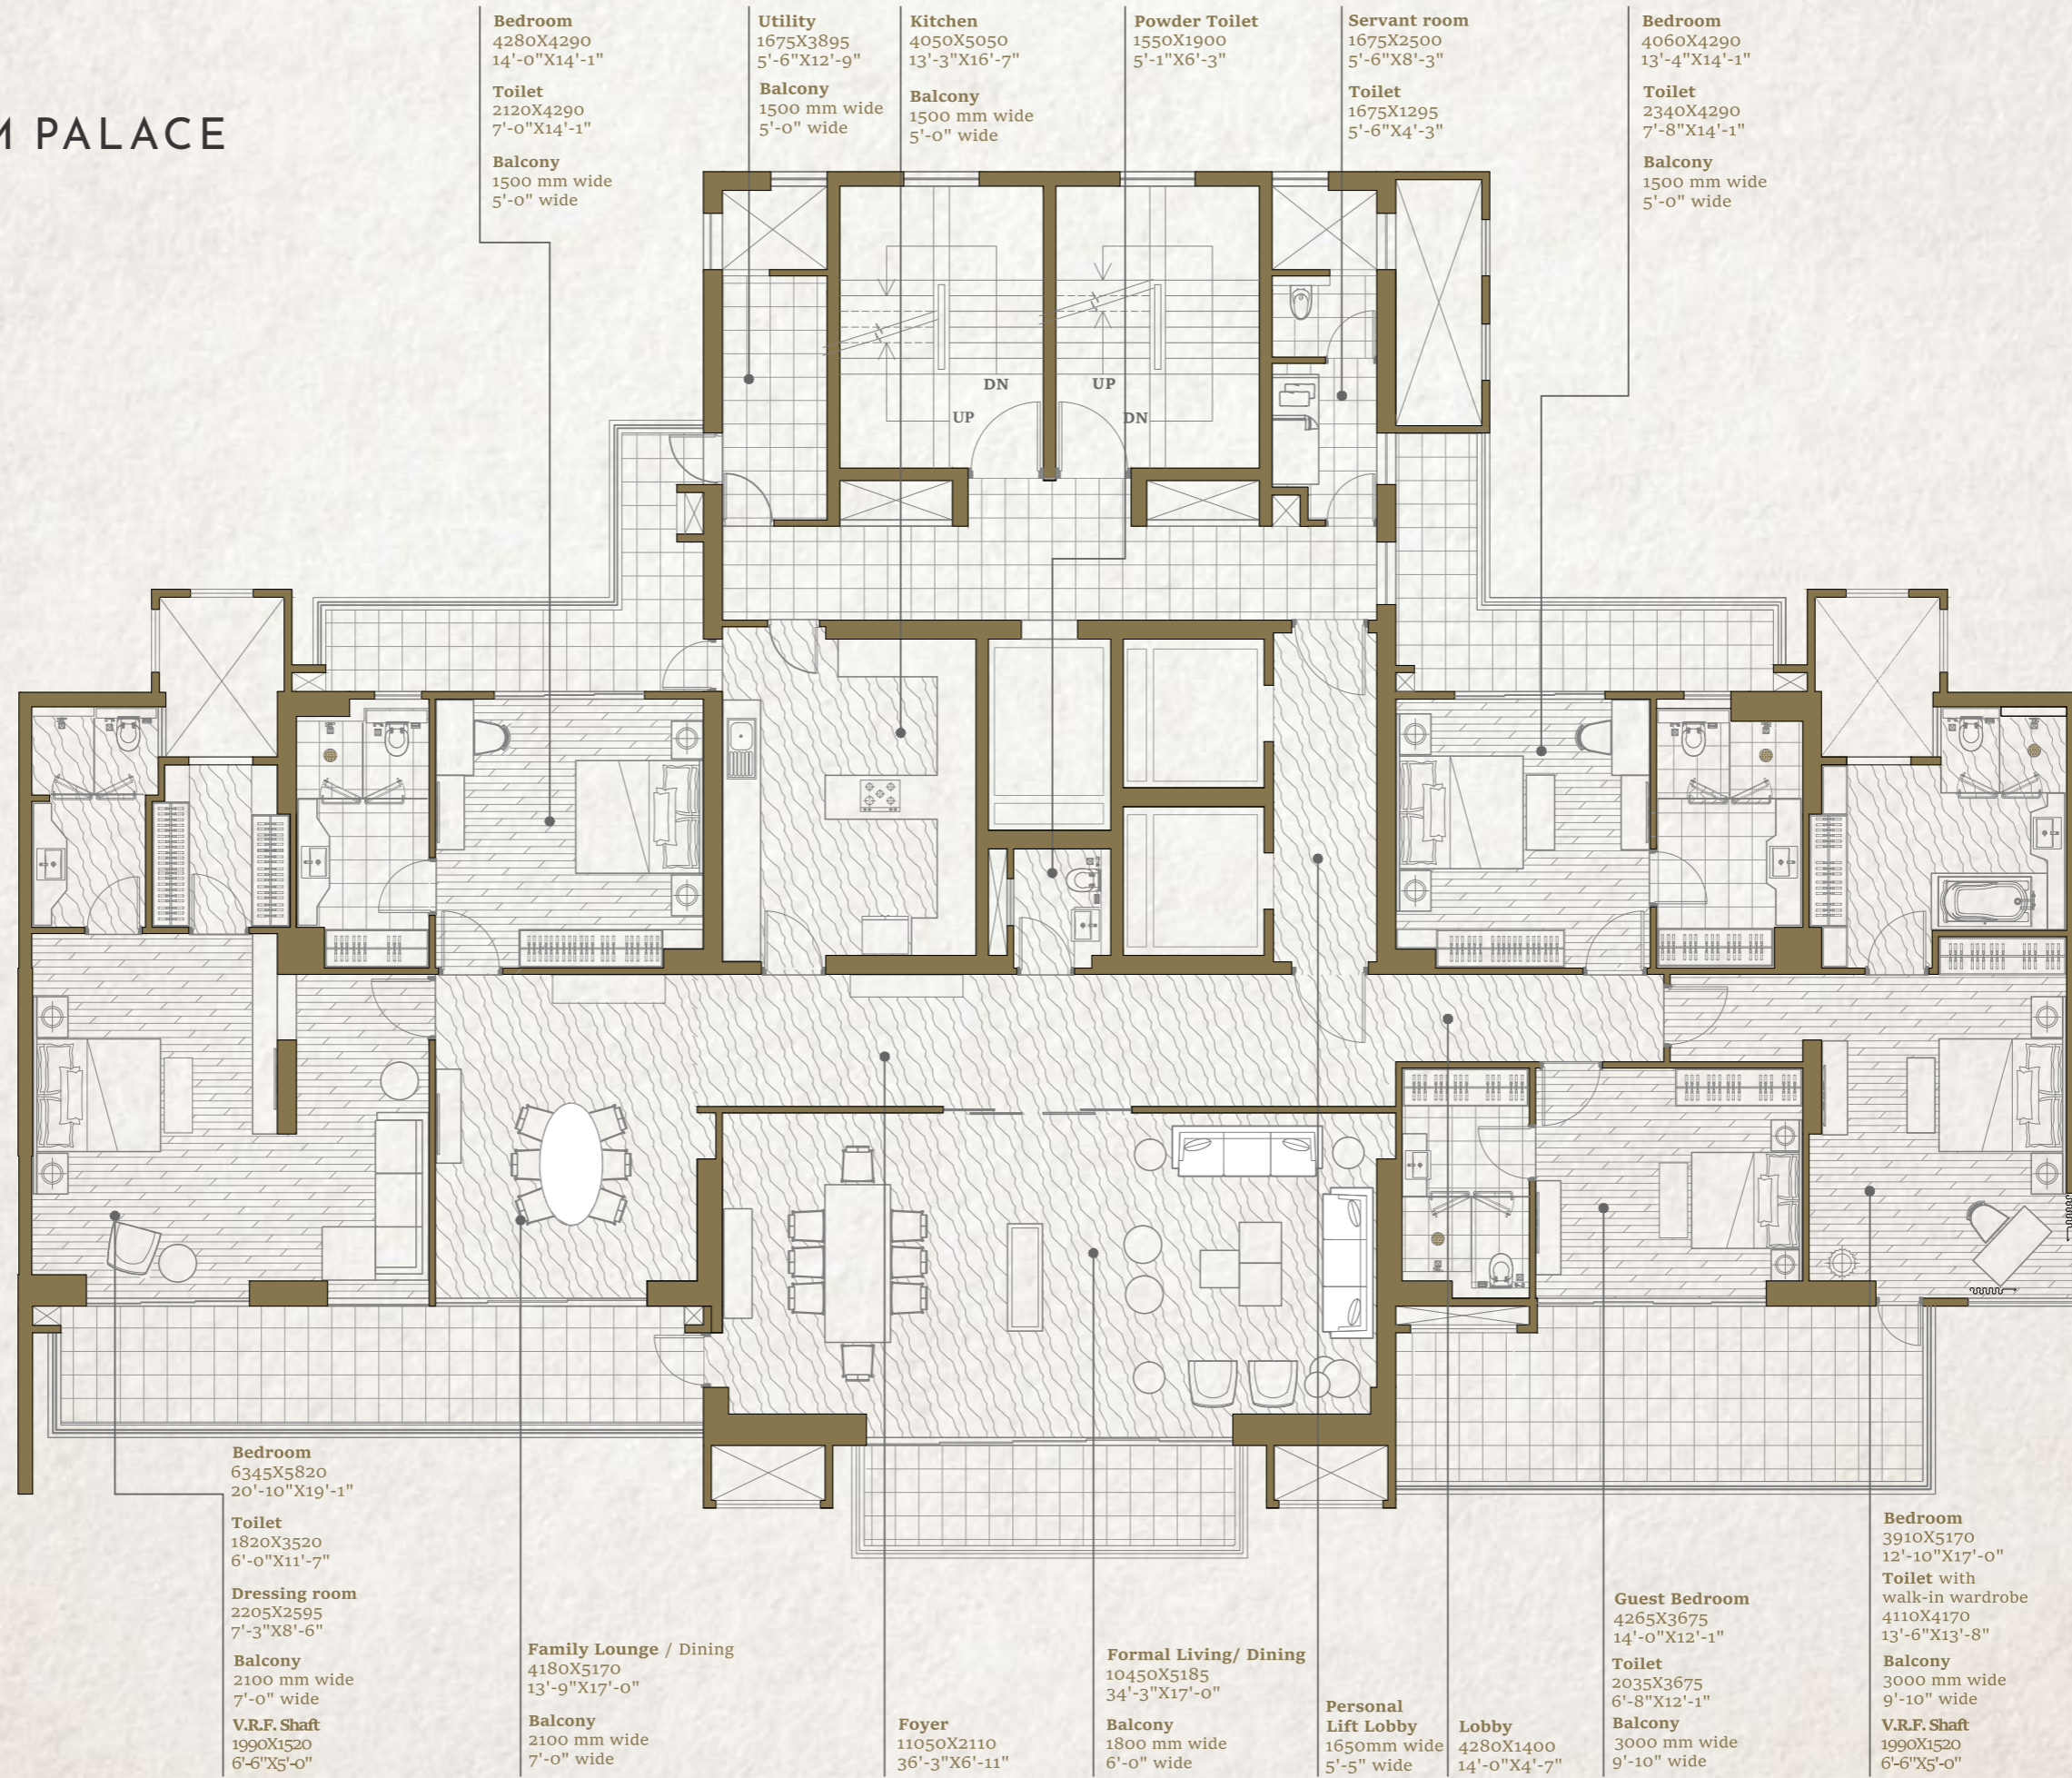 M PALACE
Bedroom
4280X4290
14'-0"X14'-1"
Toilet
2120X4290
7'-0"X14'-1"
Balcony
1500 mm wide
5'-0" wide
Utility
1675X3895
5'-6"X12'-9"
Balcony
1500 mm wide
5'-0" wide
Kitchen
4050X5050
13'-3"X16'-7"
Balcony
1500 mm wide
5'-0" wide
Powder Toilet
1550X1900
5'-1"X6'-3"
Servant room
1675X2500
5'-6"X8'-3"
Toilet
1675X1295
5'-6"X4'-3"
Bedroom
4060X4290
13'-4"X14'-1"
Toilet
2340X4290
7'-8"X14'-1"
Balcony
1500 mm wide
5'-0" wide
DN
UP
UP
DN
Bedroom
6345X5820
20'-10"X19'-1"
Toilet
1820X3520
6'-0"X11'-7"
Dressing room
2205X2595
7'-3"X8'-6"
Balcony
2100 mm wide
7'-0" wide
V.R.F. Shaft
1990X1520
6'-6"X5'-0"
Family Lounge / Dining
4180X5170
13'-9"X17'-0"
Balcony
2100 mm wide
7'-0" wide
Foyer
11050X2110
36'-3"X6'-11"
Formal Living/ Dining
10450X5185
34'-3"X17'-0"
Balcony
1800 mm wide
6'-0" wide
Personal
Lift Lobby
1650mm wide
5'-5" wide
Lobby
4280X1400
14'-0"X4'-7"
Guest Bedroom
4265X3675
14'-0"X12'-1"
Toilet
2035X3675
6'-8"X12'-1"
Balcony
3000 mm wide
9'-10" wide
Bedroom
3910X5170
12'-10"X17'-0"
Toilet with
walk-in wardrobe
4110X4170
13'-6"X13'-8"
Balcony
3000 mm wide
9'-10" wide
V.R.F. Shaft
1990X1520
6'-6"X5'-0"